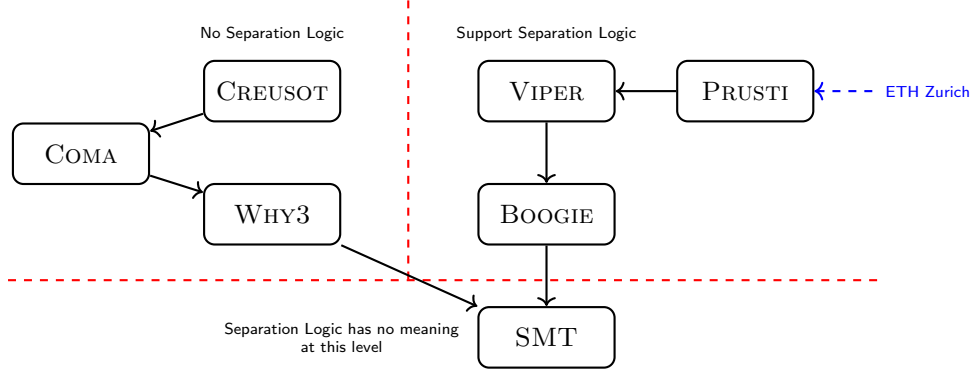 No Separation Logic
Support Separation Logic
CREUSOT
VIPER
PRUSTI
ETH Zurich
COMA
WHY3
BOOGIE
Separation Logic has no meaning
at this level
SMT